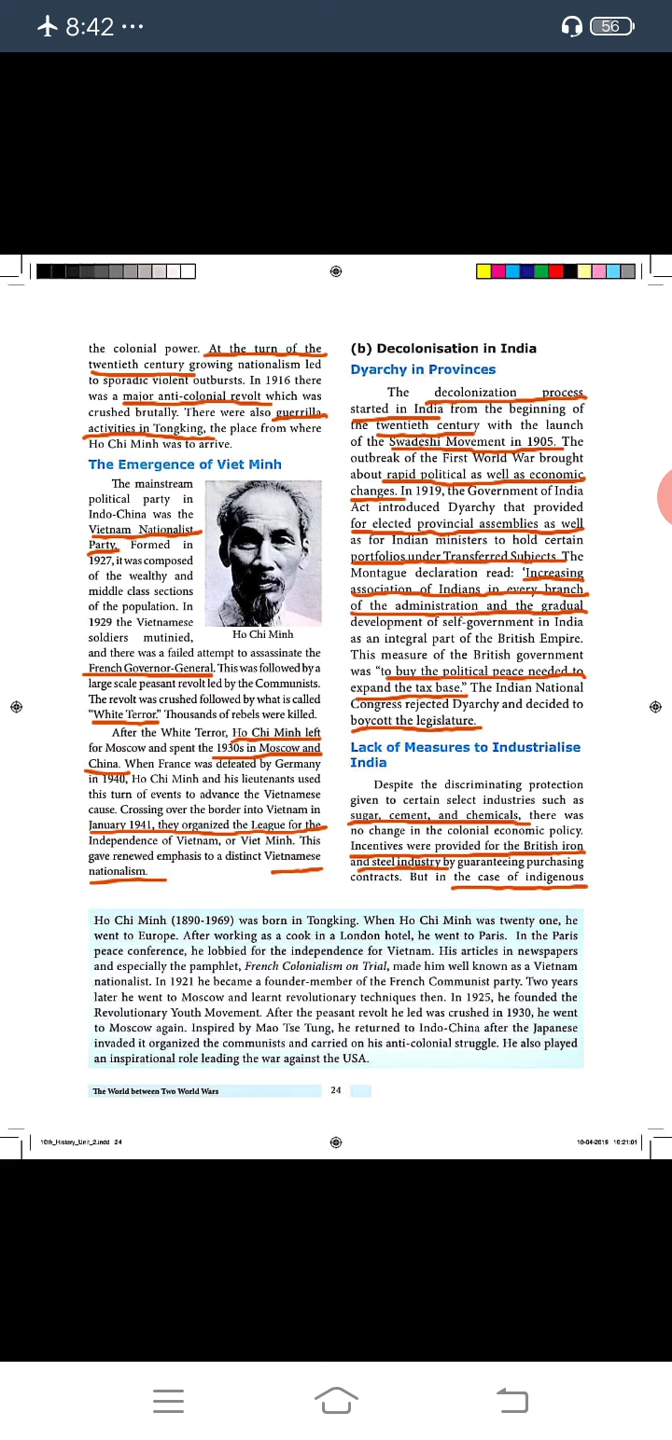 8:42 ...
56
the colonial power. At the turn of the
twentieth century growing nationalism led
to sporadic violent outbursts. In 1916 there
was a major anti-colonial revolt which was
crushed brutally. There were also guerrilla
activities in Tongking, the place from where
Ho Chi Minh was to arrive.
The Emergence of Viet Minh
The mainstream
political party in
Indo-China was the
Vietnam Nationalist
Party. Formed in
1927, it was composed
of the wealthy and
middle class sections
of the population. In
1929 the Vietnamese
soldiers mutinied,
Ho Chi Minh
and there was a failed attempt to assassinate the
French Governor-General. This was followed by a
large scale peasant revolt led by the Communists.
The revolt was crushed followed by what is called
“White Terror.” Thousands of rebels were killed.
After the White Terror, Ho Chi Minh left
for Moscow and spent the 1930s in Moscow and
China. When France was defeated by Germany
in 1940, Ho Chi Minh and his lieutenants used
this turn of events to advance the Vietnamese
cause. Crossing over the border into Vietnam in
January 1941, they organized the League for the
Independence of Vietnam, or Viet Minh. This
gave renewed emphasis to a distinct Vietnamese
nationalism.
(b) Decolonisation in India
Dyarchy in Provinces
The decolonization process
started in India from the beginning of
the twentieth century with the launch
of the Swadeshi Movement in 1905. The
outbreak of the First World War brought
about rapid political as well as economic
changes. In 1919, the Government of India
Act introduced Dyarchy that provided
for elected provincial assemblies as well
as for Indian ministers to hold certain
portfolios under Transferred Subjects. The
Montague declaration read: ‘Increasing
association of Indians in every branch
of the administration and the gradual
development of self-government in India
as an integral part of the British Empire.
This measure of the British government
was “to buy the political peace needed to
expand the tax base.” The Indian National
Congress rejected Dyarchy and decided to
boycott the legislature.
Lack of Measures to Industrialise
India
Despite the discriminating protection
given to certain select industries such as
sugar, cement, and chemicals, there was
no change in the colonial economic policy.
Incentives were provided for the British iron
and steel industry by guaranteeing purchasing
contracts. But in the case of indigenous
Ho Chi Minh (1890-1969) was born in Tongking. When Ho Chi Minh was twenty one, he
went to Europe. After working as a cook in a London hotel, he went to Paris. In the Paris
peace conference, he lobbied for the independence for Vietnam. His articles in newspapers
and especially the pamphlet, French Colonialism on Trial, made him well known as a Vietnam
nationalist. In 1921 he became a founder-member of the French Communist party. Two years
later he went to Moscow and learnt revolutionary techniques then. In 1925, he founded the
Revolutionary Youth Movement. After the peasant revolt he led was crushed in 1930, he went
to Moscow again. Inspired by Mao Tse Tung, he returned to Indo-China after the Japanese
invaded it organized the communists and carried on his anti-colonial struggle. He also played
an inspirational role leading the war against the USA.
The World between Two World Wars
24
10th_History_Unit_2.indd 24
10-04-2019 16:21:01